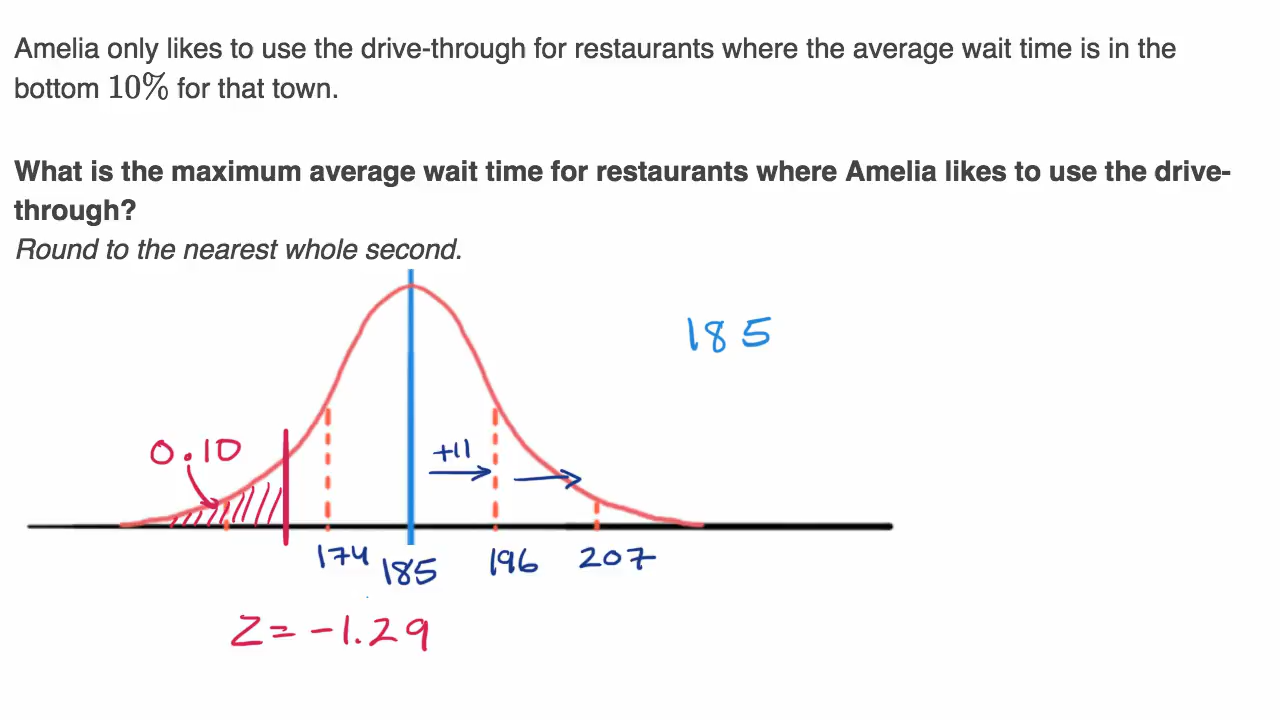 Amelia only likes to use the drive-through for restaurants where the average wait time is in the
bottom 10% for that town.
What is the maximum average wait time for restaurants where Amelia likes to use the drive-
through?
Round to the nearest whole second.
185
0.10
+11
174 185 196 207
Z = -1.29